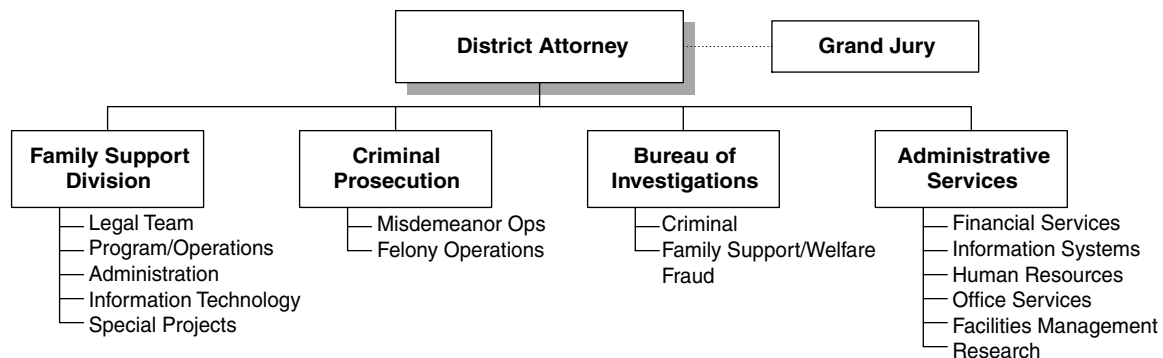 District Attorney
Grand Jury
Family Support
Division
Legal Team
Program/Operations
Administration
Information Technology
Special Projects
Criminal
Prosecution
Misdemeanor Ops
Felony Operations
Bureau of
Investigations
Criminal
Family Support/Welfare
Fraud
Administrative
Services
Financial Services
Information Systems
Human Resources
Office Services
Facilities Management
Research